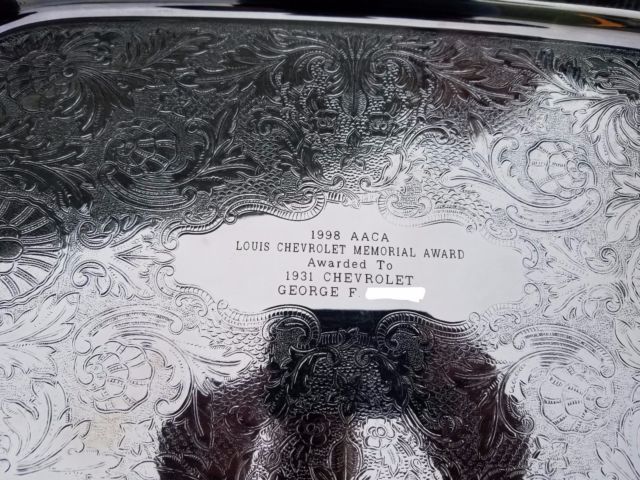 1998 AACA
LOUIS CHEVROLET MEMORIAL AWARD
Awarded To
1931 CHEVROLET
GEORGE F.